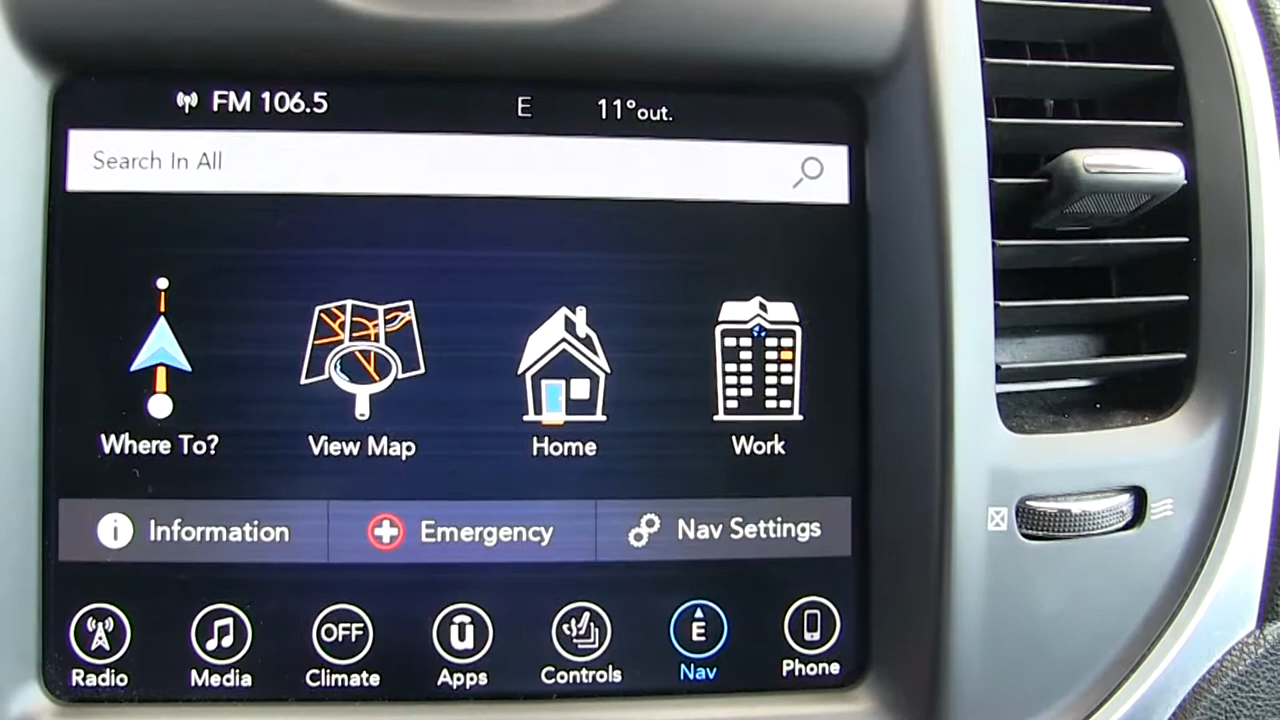 FM 106.5 E 11°out.
Search In All
Where To? View Map Home Work
Information Emergency Nav Settings
OFF E
Radio Media Climate Apps Controls Nav Phone